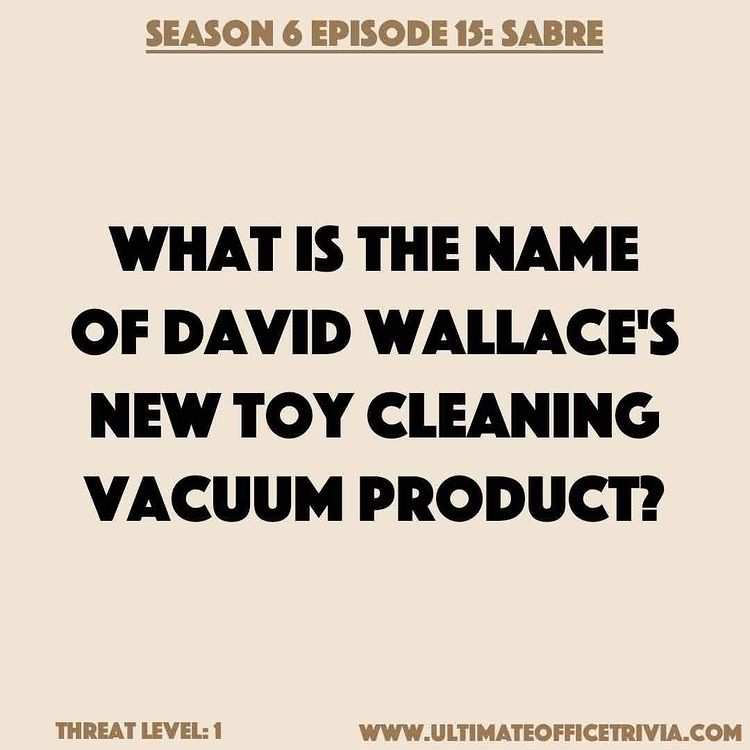 SEASON 6 EPISODE 15: SABRE
WHAT IS THE NAME
OF DAVID WALLACE'S
NEW TOY CLEANING
VACUUM PRODUCT?
THREAT LEVEL: 1
WWW.ULTIMATEOFFICETRIVIA.COM